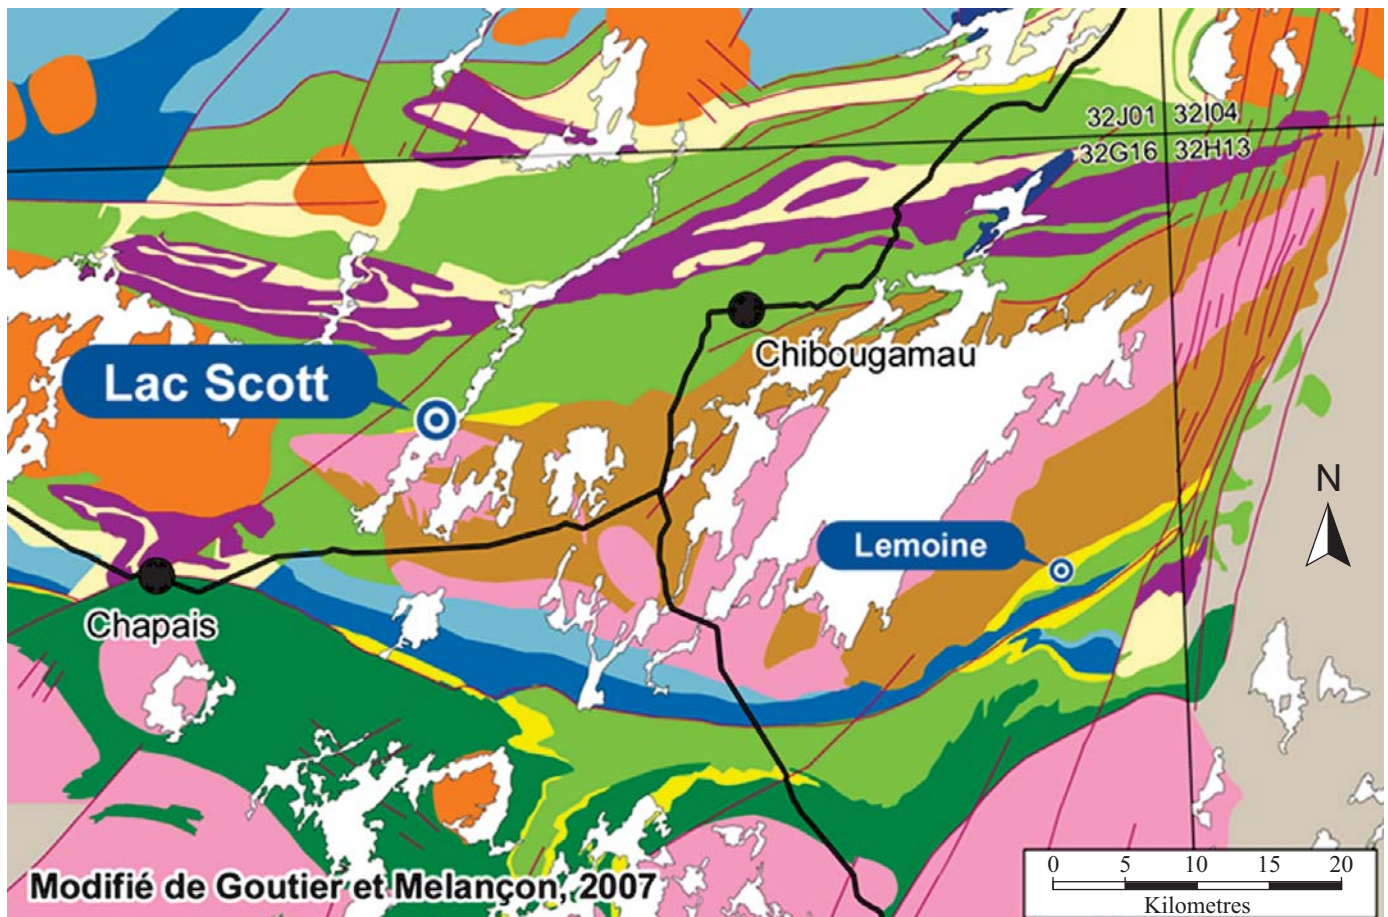 32J01 32I04
32G16 32H13
Chibougamau
Lac Scott
N
Lemoine
Chapais
0 5 10 15 20
Kilometres
Modifié de Goutier et Melançon, 2007